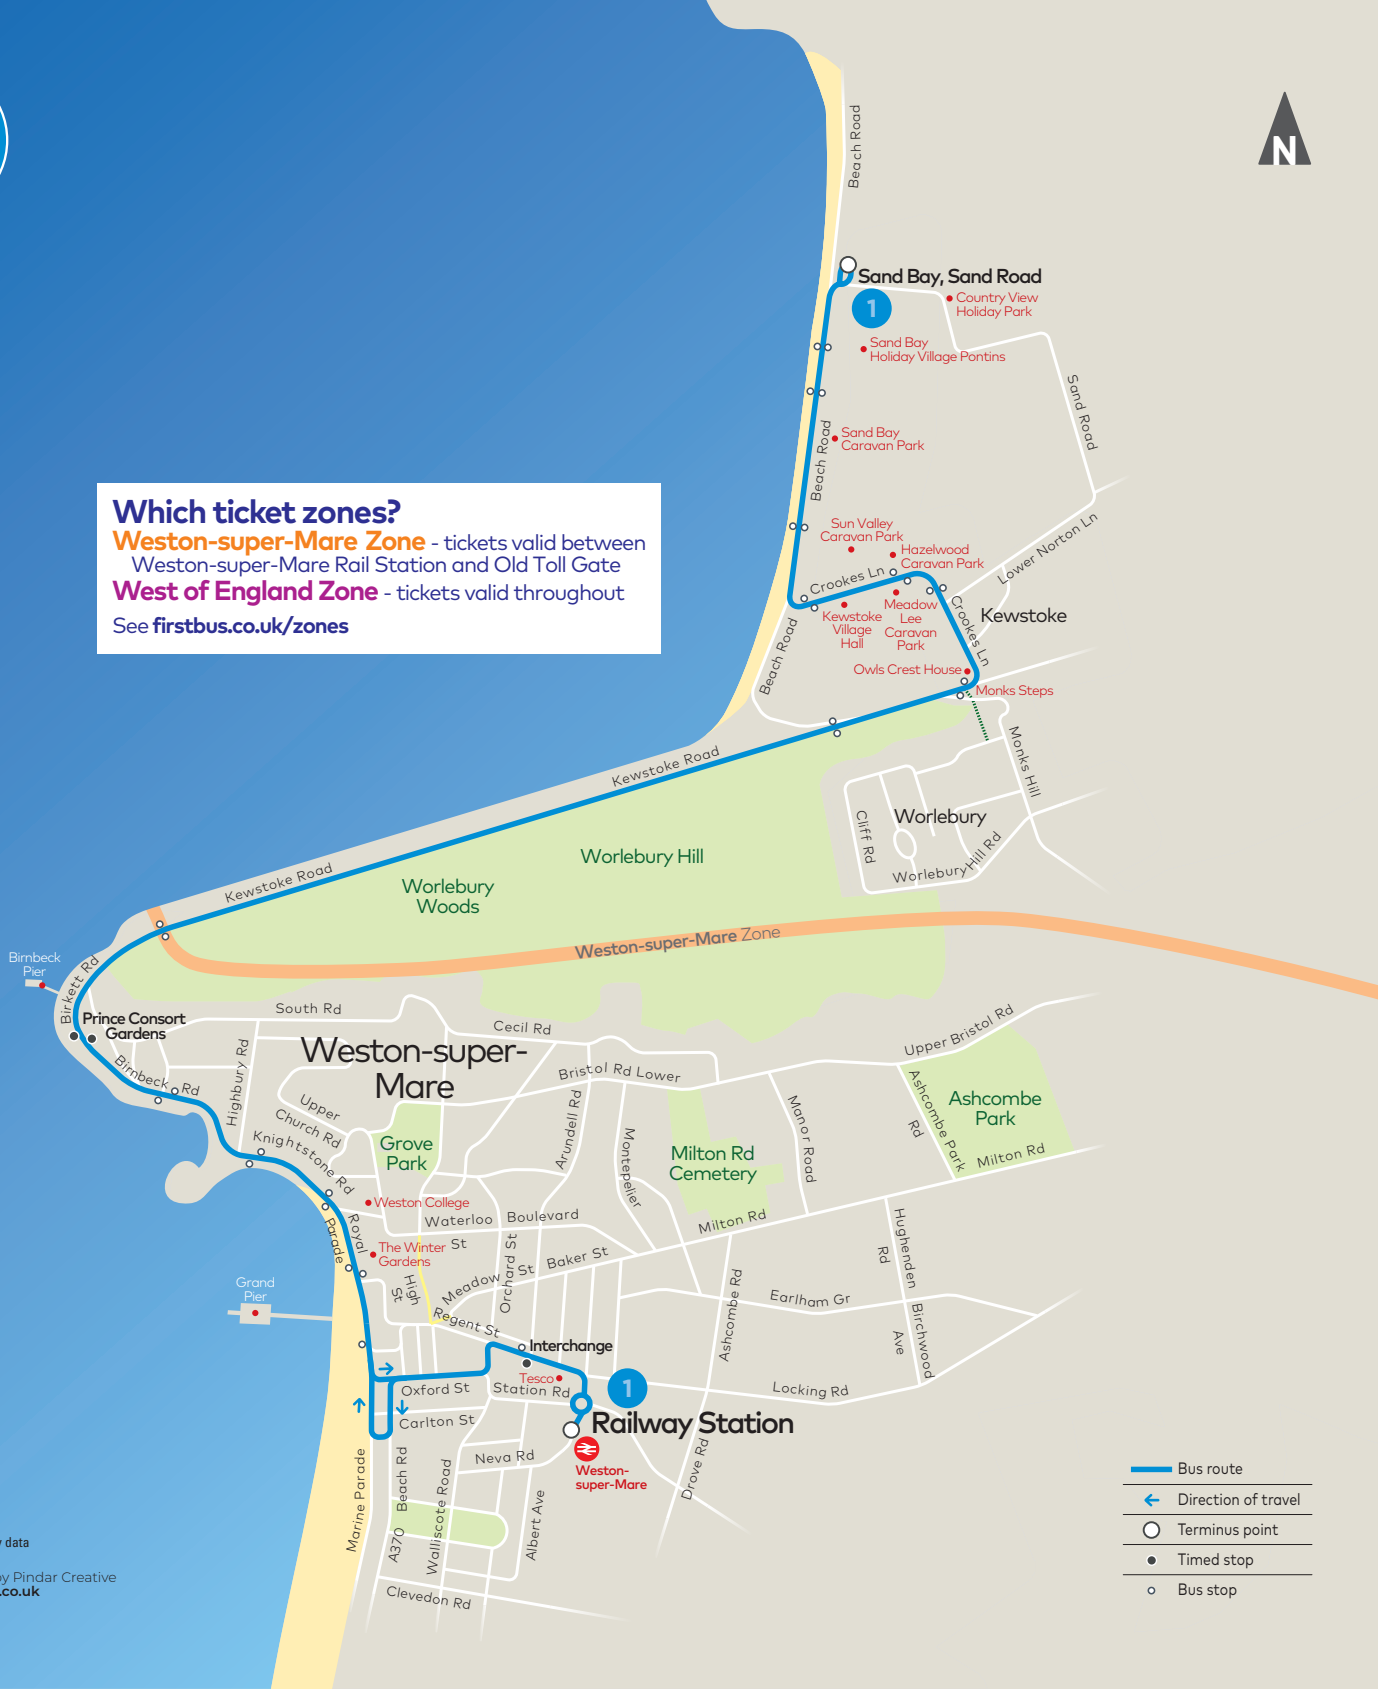 Beach Road
N
Sand Bay, Sand Road
1
Country View
Holiday Park
Sand Bay
Holiday Village Pontins
Sand Road
Sand Bay
Caravan Park
Beach Road
Which ticket zones?
Weston-super-Mare Zone - tickets valid between
Weston-super-Mare Rail Station and Old Toll Gate
West of England Zone - tickets valid throughout
See firstbus.co.uk/zones
Sun Valley
Caravan Park
Hazelwood
Caravan Park
Lower Norton Ln
Crookes Ln
Kewstoke
Village
Hall
Meadow
Lee
Caravan
Park
Crookes Ln
Kewstoke
Beach Road
Owls Crest House
Monks Steps
Monks Hill
Kewstoke Road
Cliff Rd
Worlebury
Worlebury Hill Rd
Worlebury Hill
Kewstoke Road
Worlebury
Woods
Weston-super-Mare Zone
Birnbeck
Pier
Birkett Rd
Prince Consort
Gardens
South Rd
Cecil Rd
Upper Bristol Rd
Weston-super-
Mare
Birnbeck Rd
Highbury Rd
Bristol Rd Lower
Upper
Church Rd
Arundell Rd
Montepelier
Manor Road
Ashcombe Park
Rd
Ashcombe
Park
Knightstone Rd
Grove
Park
Milton Rd
Cemetery
Milton Rd
Weston College
Royal
Parade
Waterloo
St
Boulevard
Milton Rd
Hughenden
Rd
The Winter
Gardens
High
St
Meadow St
Orchard St
Baker St
Grand
Pier
Regent St
Ashcombe Rd
Earlham Gr
Birchwood
Ave
Interchange
Tesco
Oxford St
Station Rd
1
Locking Rd
Carlton St
Railway Station
Neva Rd
Weston-
super-Mare
Drove Rd
Marine Parade
Beach Rd
A370
Walliscote Road
Albert Ave
Clevedon Rd
Bus route
Direction of travel
Terminus point
Timed stop
Bus stop
data
by Pindar Creative
.co.uk